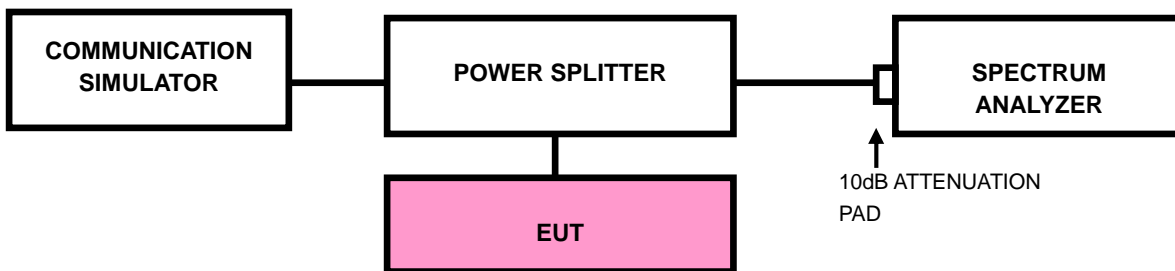 COMMUNICATION
SIMULATOR
POWER SPLITTER
SPECTRUM
ANALYZER
10dB ATTENUATION
PAD
EUT